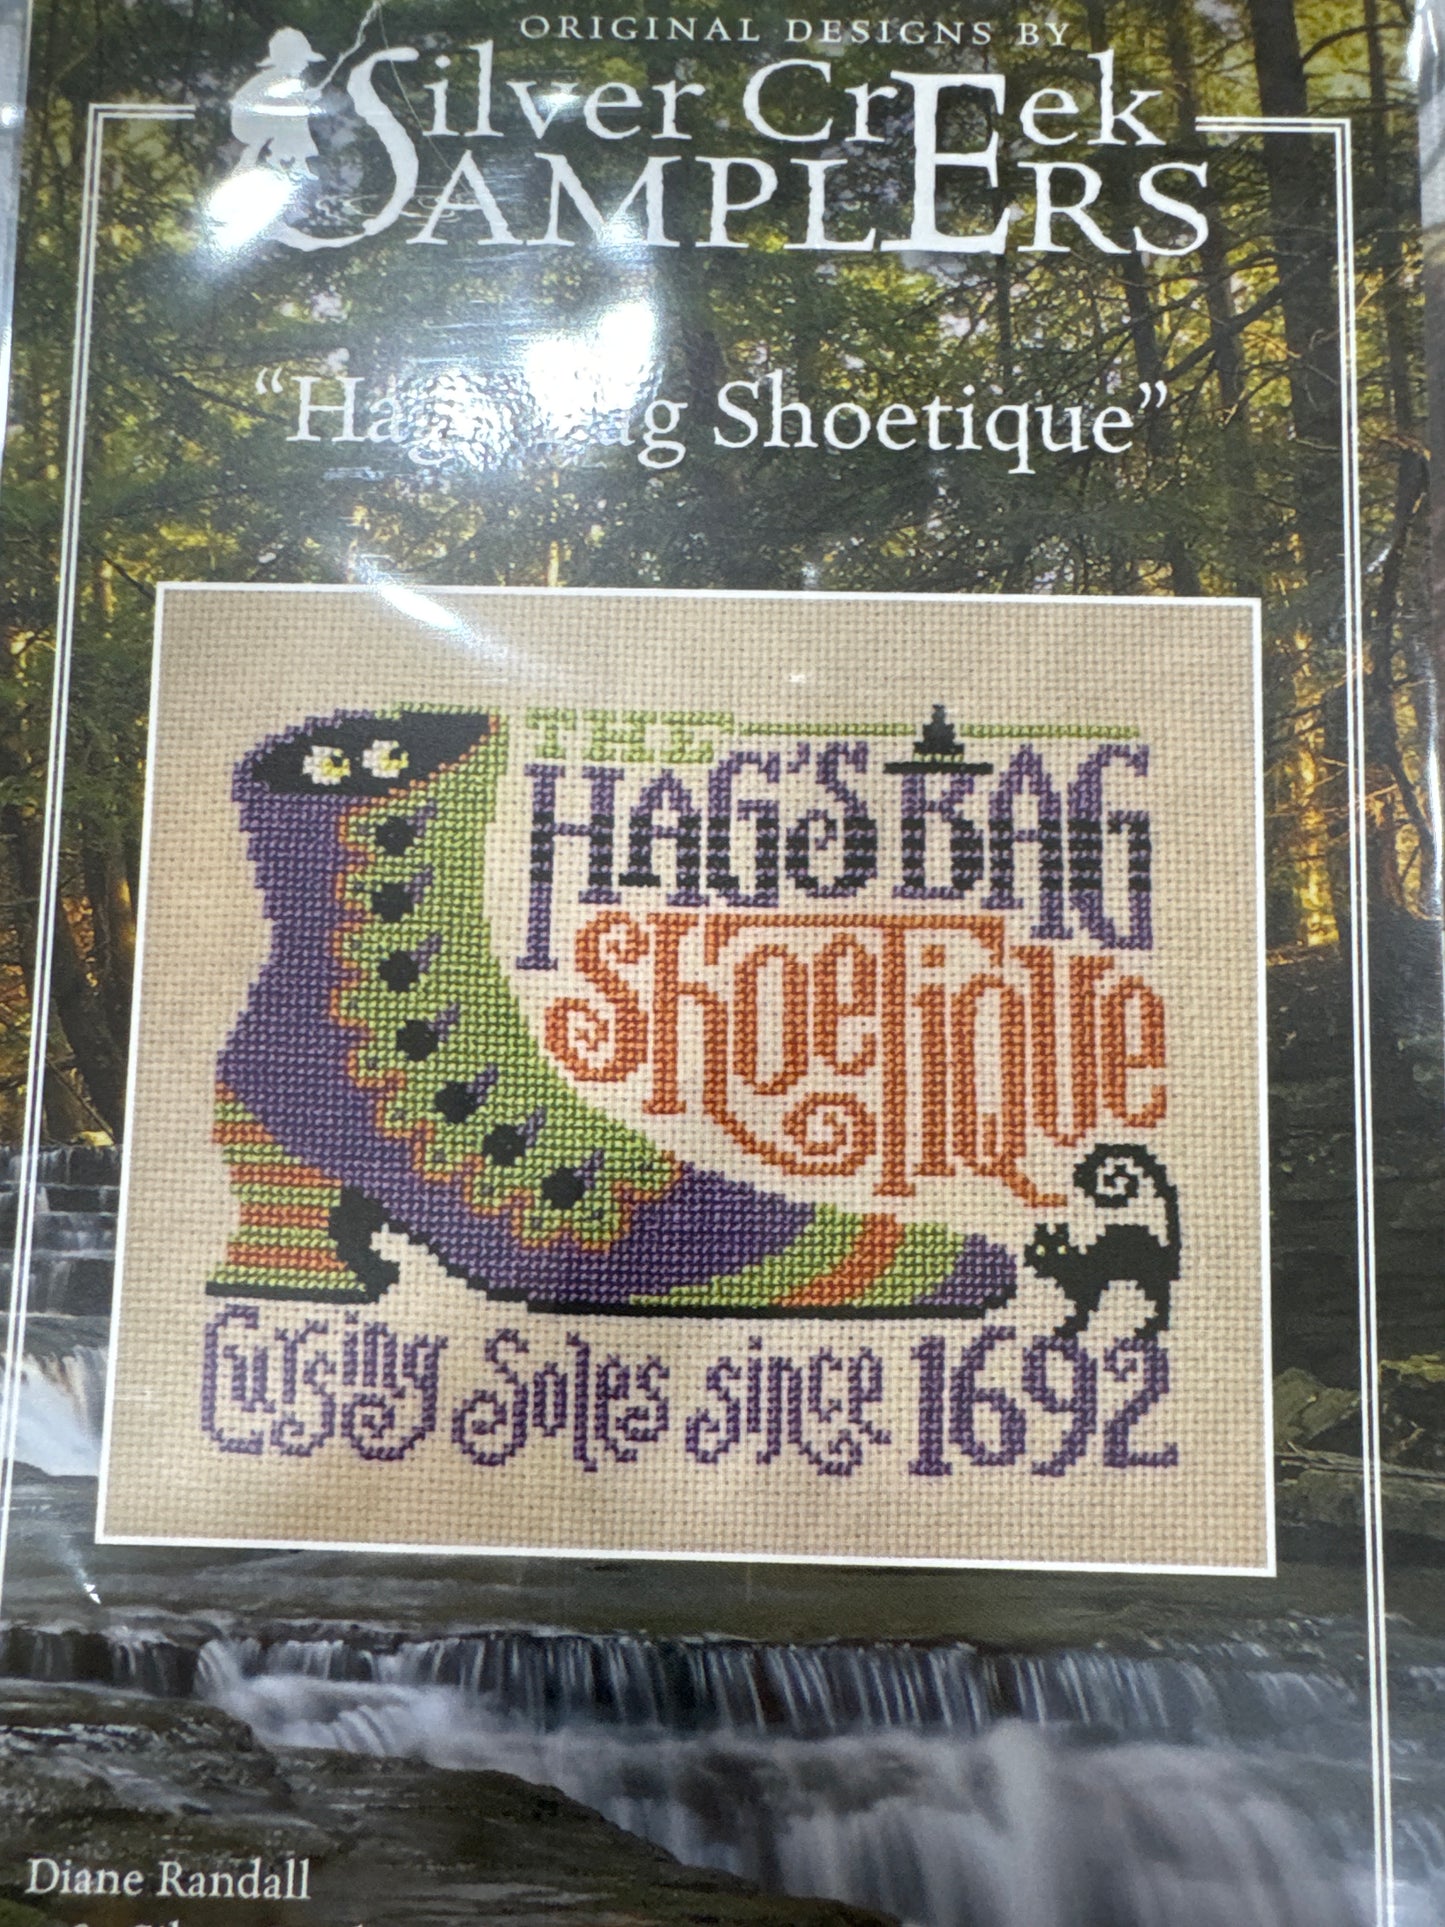 ORIGINAL DESIGNS BY
Silver CrEek
SAMPLERS
Shoetique”
THE
HAG'S BAG
Shoetique
Cursing Soles since 1692
Diane Randall